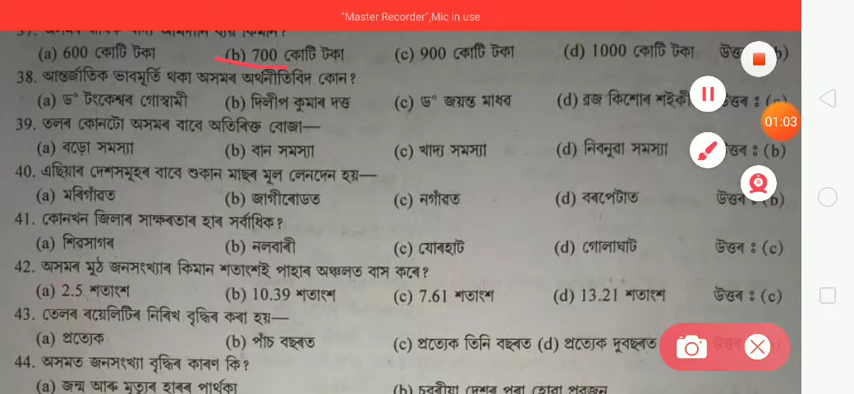 "Master Recorder",Mic in use
(a) 600 কোটি টকা (b) 700 কোটি টকা (c) 900 কোটি টকা (d) 1000 কোটি টকা
38. আন্তৰ্জাতিক ভাবমূৰ্তি থকা অসমৰ অৰ্থনীতিবিদ কোন?
(a) ড° টংকেশ্বৰ গোস্বামী (b) দিলীপ কুমাৰ দত্ত (c) ড° জয়ন্ত মাধৱ (d) ব্ৰজ কিশোৰ শইকী
01:03
39. তলৰ কোনটো অসমৰ বাবে অতিৰিক্ত বোজা—
(a) বড়ো সমস্যা (b) বান সমস্যা (c) খাদ্য সমস্যা (d) নিবনুৱা সমস্যা (b)
40. এছিয়াৰ দেশসমূহৰ বাবে শুকান মাছৰ মূল লেনদেন হয়—
(a) মৰিগাঁৱত (b) জাগীৰোডত (c) নগাঁৱত (d) বৰপেটাত উত্তৰ : (b)
41. কোনখন জিলাৰ সাক্ষৰতাৰ হাৰ সৰ্বাধিক?
(a) শিৱসাগৰ (b) নলবাৰী (c) যোৰহাট (d) গোলাঘাট উত্তৰ : (c)
42. অসমৰ মুঠ জনসংখ্যাৰ কিমান শতাংশই পাহাৰ অঞ্চলত বাস কৰে?
(a) 2.5 শতাংশ (b) 10.39 শতাংশ (c) 7.61 শতাংশ (d) 13.21 শতাংশ উত্তৰ : (c)
43. তেলৰ ৰয়েলিটিৰ নিৰিখ বৃদ্ধিৰ কৰা হয়—
(a) প্ৰত্যেক (b) পাঁচ বছৰত (c) প্ৰত্যেক তিনি বছৰত (d) প্ৰত্যেক দুবছৰত
44. অসমত জনসংখ্যা বৃদ্ধিৰ কাৰণ কি?
(a) জন্ম আৰু মৃত্যুৰ হাৰৰ পাৰ্থক্য (b)